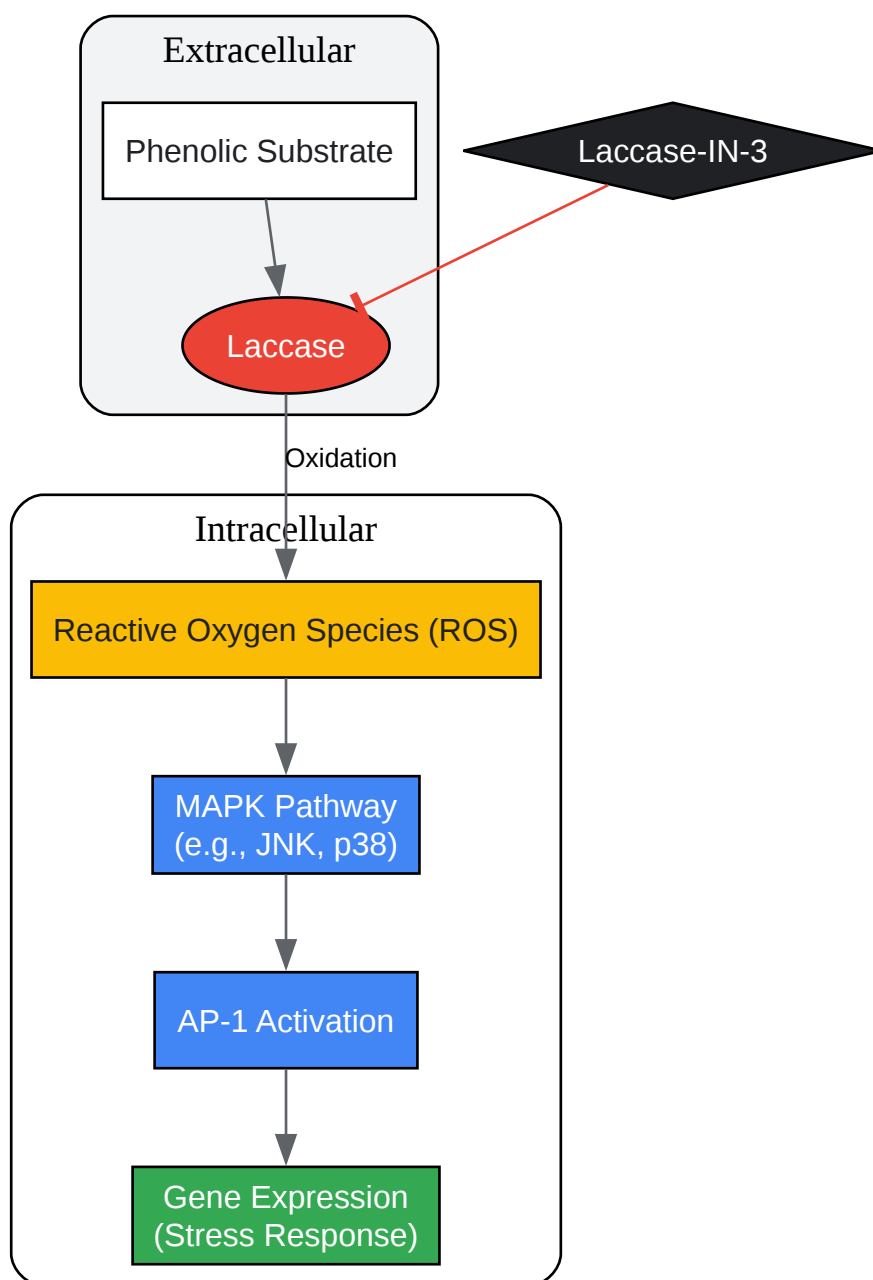 Extracellular
Phenolic Substrate
Laccase-IN-3
Laccase
Oxidation
Intracellular
Reactive Oxygen Species (ROS)
MAPK Pathway
(e.g., JNK, p38)
AP-1 Activation
Gene Expression
(Stress Response)